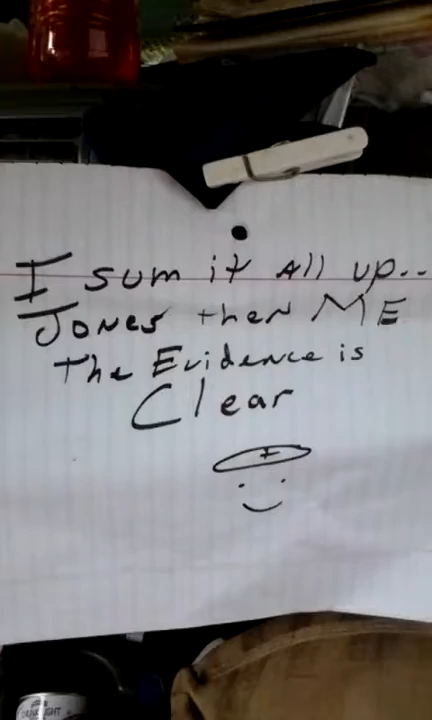 I sum it All up..
Jones then ME
the Evidence is
Clear